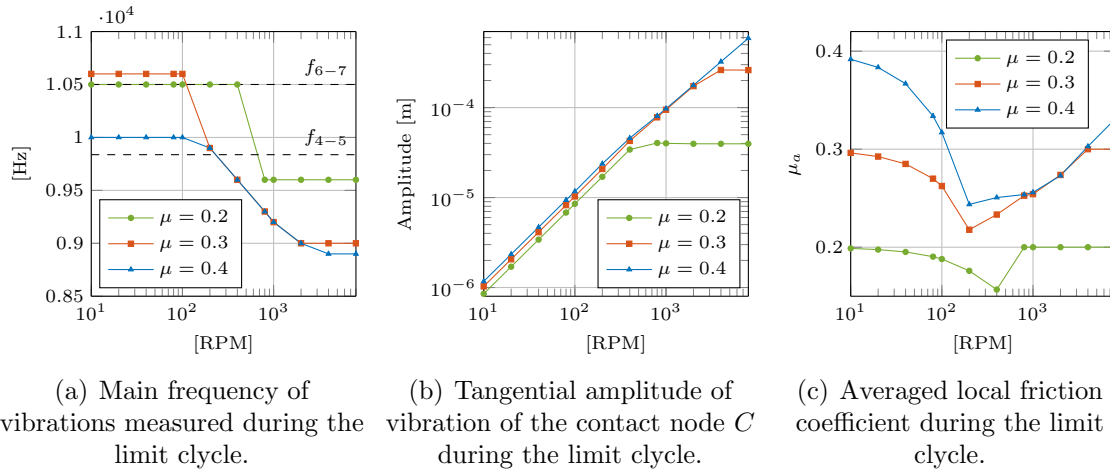 ·10⁴
1.1
1.05
1
0.95
0.9
0.85
[Hz]
f6−7
f4−5
μ = 0.2
μ = 0.3
μ = 0.4
10¹ 10² 10³
[RPM]
(a) Main frequency of
vibrations measured during the
limit clycle.
Amplitude [m]
10⁻⁴
10⁻⁵
10⁻⁶
μ = 0.2
μ = 0.3
μ = 0.4
10¹ 10² 10³
[RPM]
(b) Tangential amplitude of
vibration of the contact node C
during the limit clycle.
μa
0.4
0.3
0.2
μ = 0.2
μ = 0.3
μ = 0.4
10¹ 10² 10³
[RPM]
(c) Averaged local friction
coefficient during the limit
clycle.